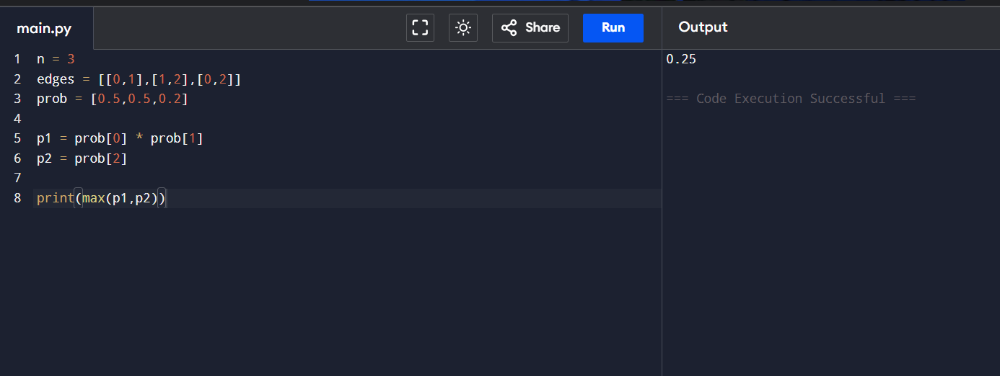 main.py
Share
Run
Output
1 n = 3
2 edges = [[0,1],[1,2],[0,2]]
3 prob = [0.5,0.5,0.2]
4
5 p1 = prob[0] * prob[1]
6 p2 = prob[2]
7
8 print(max(p1,p2))
0.25
=== Code Execution Successful ===